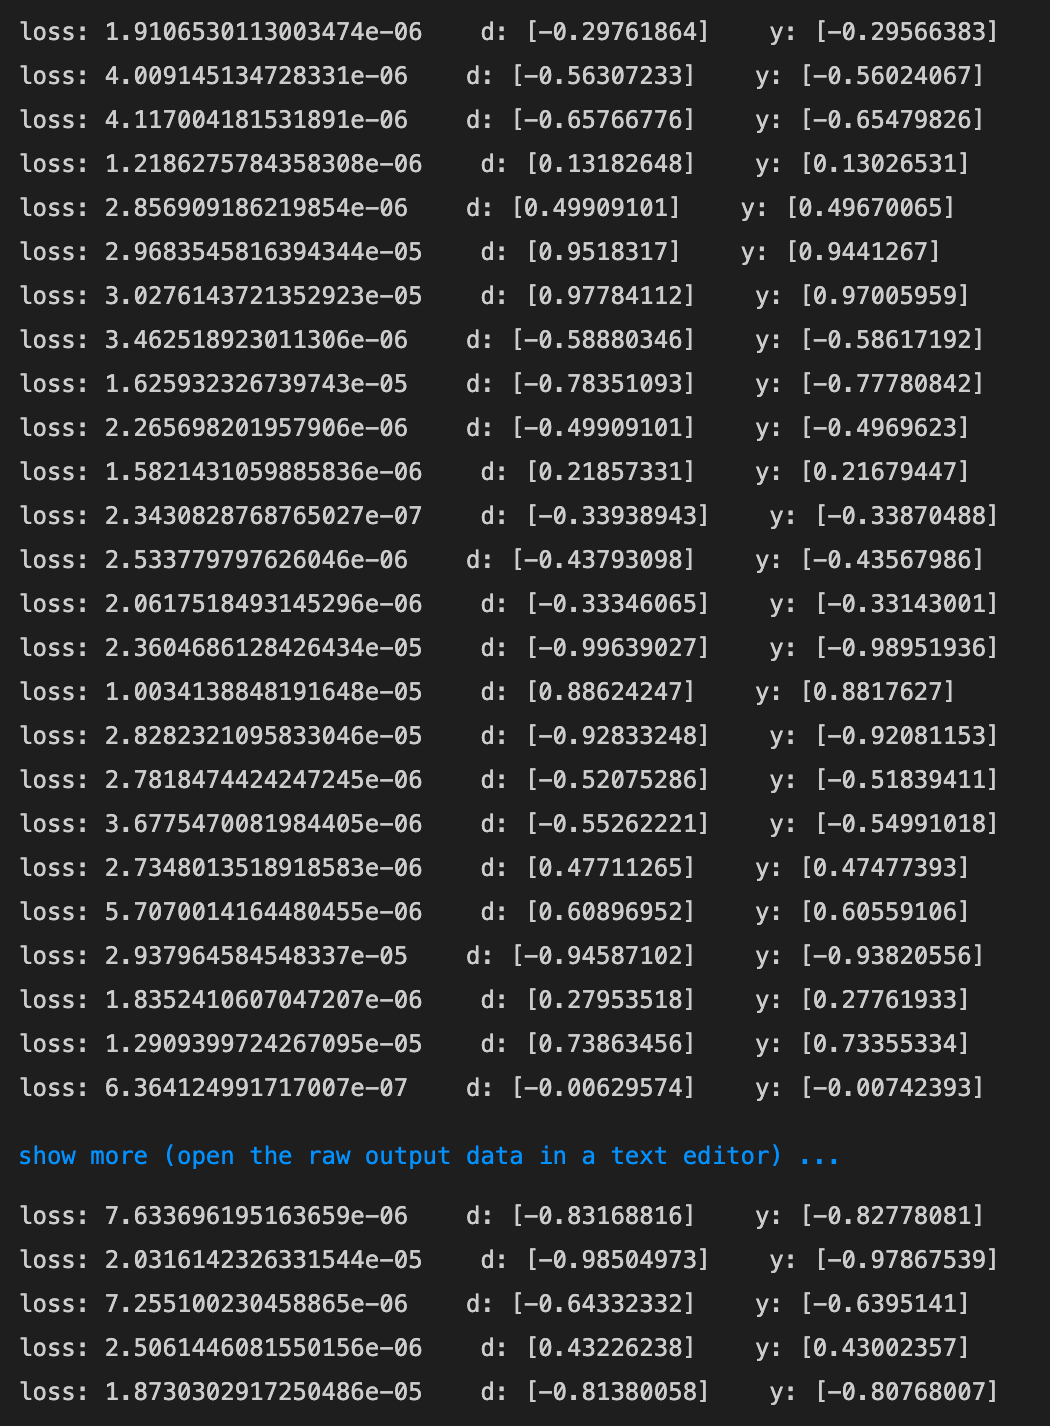 loss: 1.9106530113003474e-06    d: [-0.29761864]    y: [-0.29566383]
loss: 4.009145134728331e-06    d: [-0.56307233]    y: [-0.56024067]
loss: 4.117004181531891e-06    d: [-0.65766776]    y: [-0.65479826]
loss: 1.2186275784358308e-06    d: [0.13182648]    y: [0.13026531]
loss: 2.856909186219854e-06    d: [0.49909101]    y: [0.49670065]
loss: 2.9683545816394344e-05    d: [0.9518317]    y: [0.9441267]
loss: 3.0276143721352923e-05    d: [0.97784112]    y: [0.97005959]
loss: 3.462518923011306e-06    d: [-0.58880346]    y: [-0.58617192]
loss: 1.625932326739743e-05    d: [-0.78351093]    y: [-0.77780842]
loss: 2.265698201957906e-06    d: [-0.49909101]    y: [-0.4969623]
loss: 1.5821431059885836e-06    d: [0.21857331]    y: [0.21679447]
loss: 2.3430828768765027e-07    d: [-0.33938943]    y: [-0.33870488]
loss: 2.533779797626046e-06    d: [-0.43793098]    y: [-0.43567986]
loss: 2.0617518493145296e-06    d: [-0.33346065]    y: [-0.33143001]
loss: 2.3604686128426434e-05    d: [-0.99639027]    y: [-0.98951936]
loss: 1.0034138848191648e-05    d: [0.88624247]    y: [0.8817627]
loss: 2.8282321095833046e-05    d: [-0.92833248]    y: [-0.92081153]
loss: 2.7818474424247245e-06    d: [-0.52075286]    y: [-0.51839411]
loss: 3.6775470081984405e-06    d: [-0.55262221]    y: [-0.54991018]
loss: 2.7348013518918583e-06    d: [0.47711265]    y: [0.47477393]
loss: 5.7070014164480455e-06    d: [0.60896952]    y: [0.60559106]
loss: 2.937964584548337e-05    d: [-0.94587102]    y: [-0.93820556]
loss: 1.8352410607047207e-06    d: [0.27953518]    y: [0.27761933]
loss: 1.2909399724267095e-05    d: [0.73863456]    y: [0.73355334]
loss: 6.364124991717007e-07    d: [-0.00629574]    y: [-0.00742393]
show more (open the raw output data in a text editor) ...
loss: 7.633696195163659e-06    d: [-0.83168816]    y: [-0.82778081]
loss: 2.0316142326331544e-05    d: [-0.98504973]    y: [-0.97867539]
loss: 7.255100230458865e-06    d: [-0.64332332]    y: [-0.6395141]
loss: 2.5061446081550156e-06    d: [0.43226238]    y: [0.43002357]
loss: 1.8730302917250486e-05    d: [-0.81380058]    y: [-0.80768007]